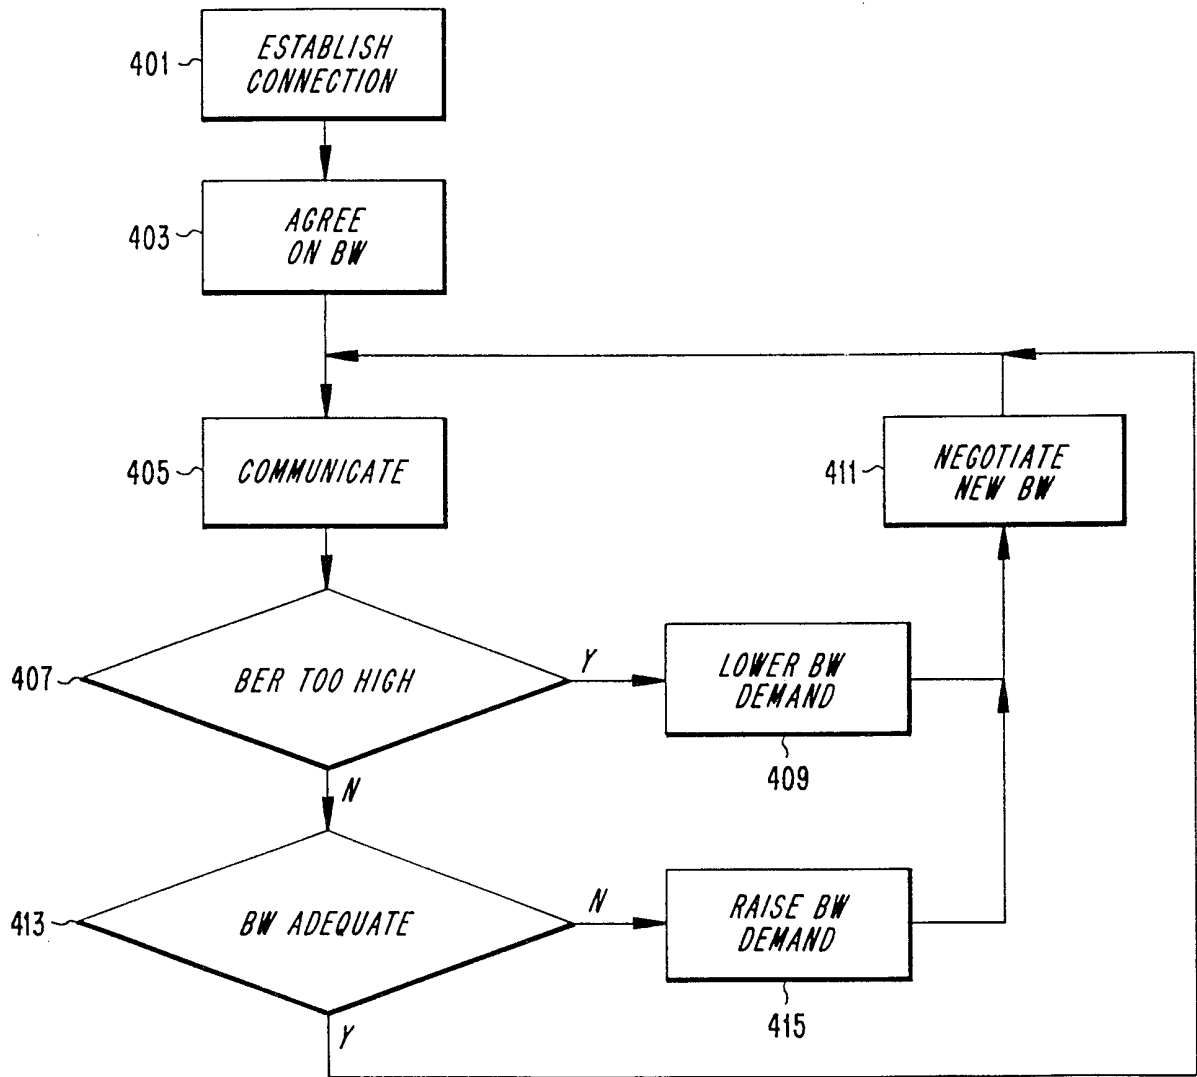 401
ESTABLISH
CONNECTION
403
AGREE
ON BW
405
COMMUNICATE
411
NEGOTIATE
NEW BW
407
BER TOO HIGH
Y
LOWER BW
DEMAND
409
N
413
BW ADEQUATE
N
RAISE BW
DEMAND
415
Y